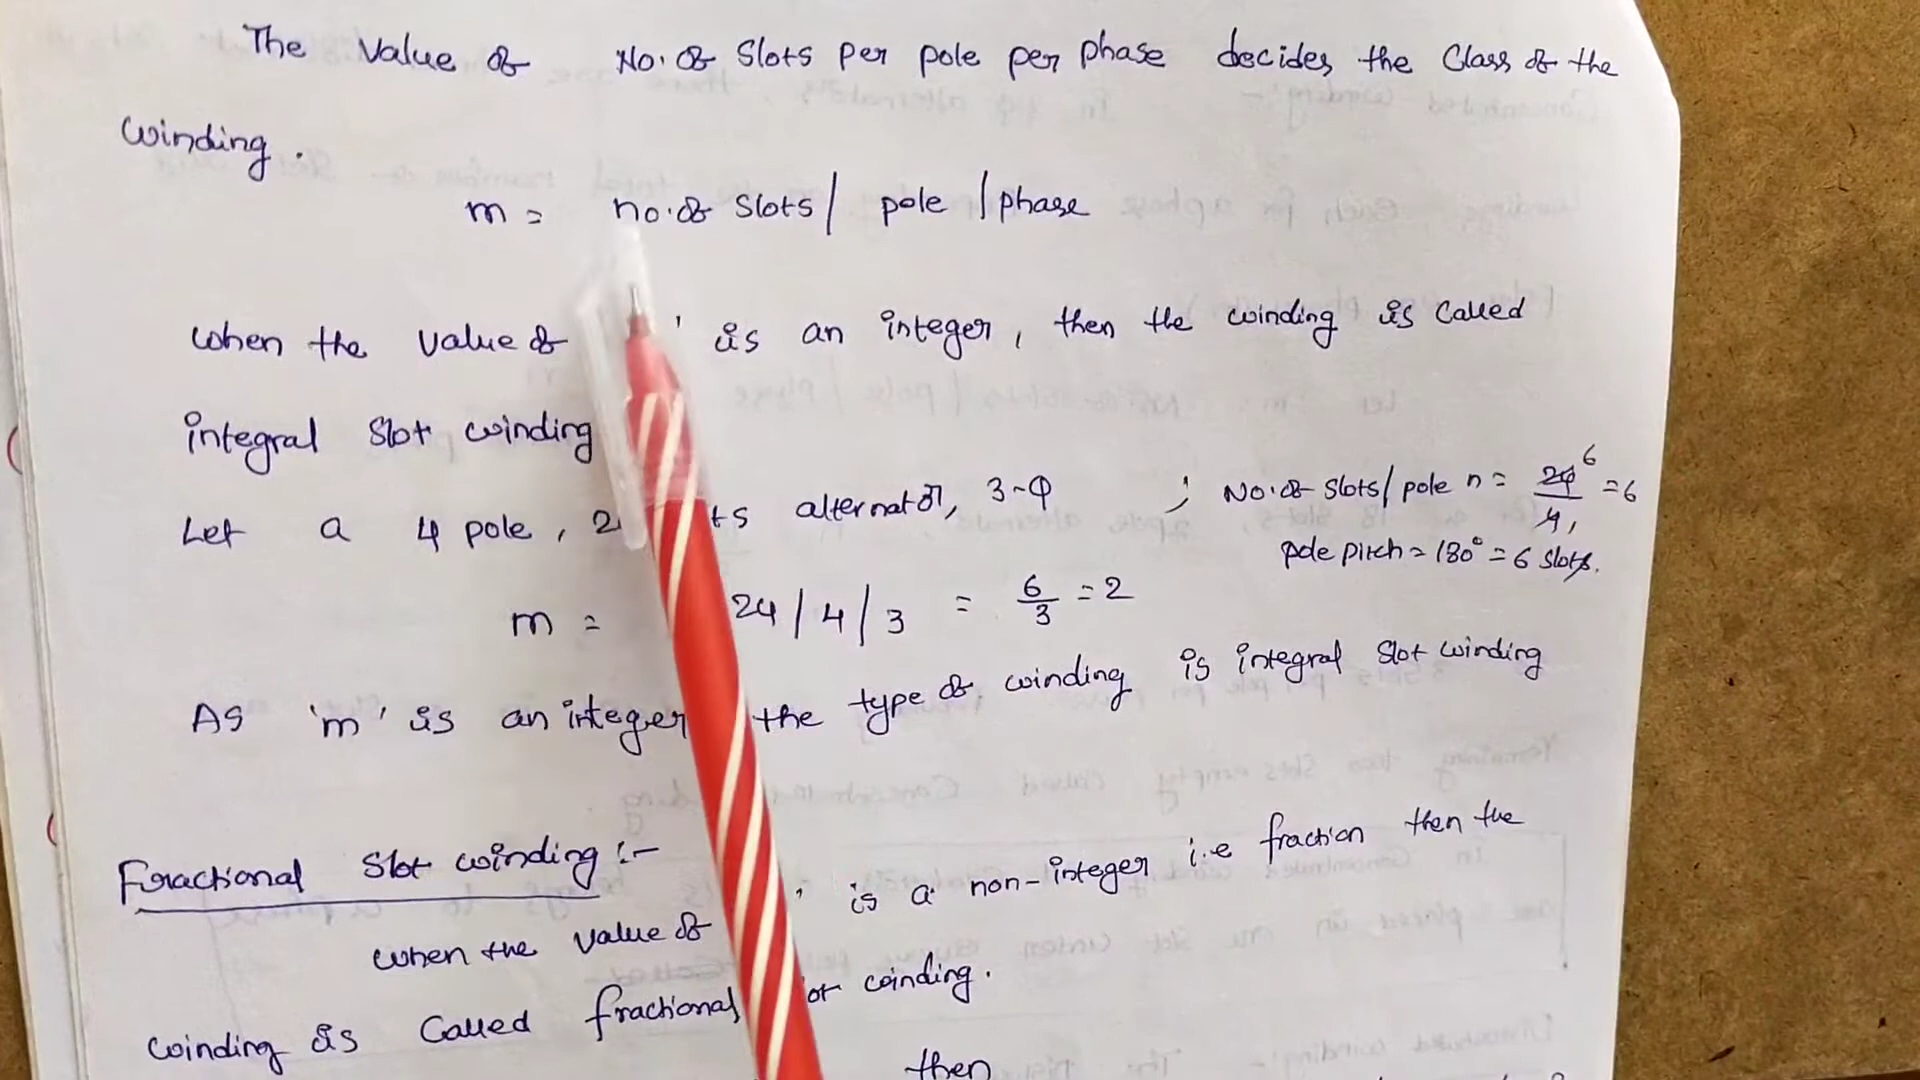 The Value of No. of Slots per pole per phase decides the Class of the
winding.
m = no. of Slots / pole / phase
When the value of ' is an integer, then the winding is called
integral slot winding
Let a 4 pole, 2 ts alternator, 3-φ ; No. of slots / pole n = 24/4 6 = 6
pole pitch = 180° = 6 slots.
m = 24 / 4 / 3 = 6/3 = 2
As 'm' is an integer the type of winding is integral slot winding
Fractional Slot winding :-
When the value of ' is a non-integer i.e fraction then the
winding is called fractional ot winding.
then